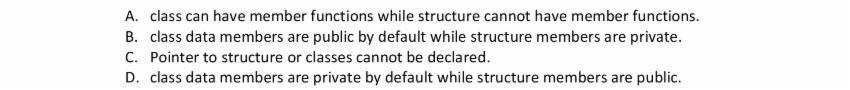 A. class can have member functions while structure cannot have member functions.
B. class data members are public by default while structure members are private.
C. Pointer to structure or classes cannot be declared.
D. class data members are private by default while structure members are public.